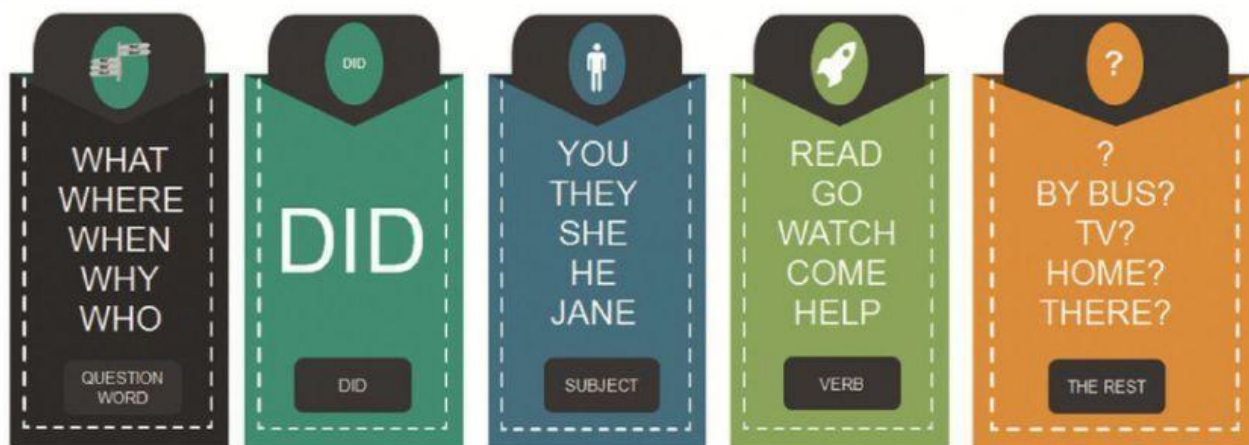 WHAT
WHERE
WHEN
WHY
WHO
QUESTION
WORD
DID
DID
DID
YOU
THEY
SHE
HE
JANE
SUBJECT
READ
GO
WATCH
COME
HELP
VERB
?
?
BY BUS?
TV?
HOME?
THERE?
THE REST